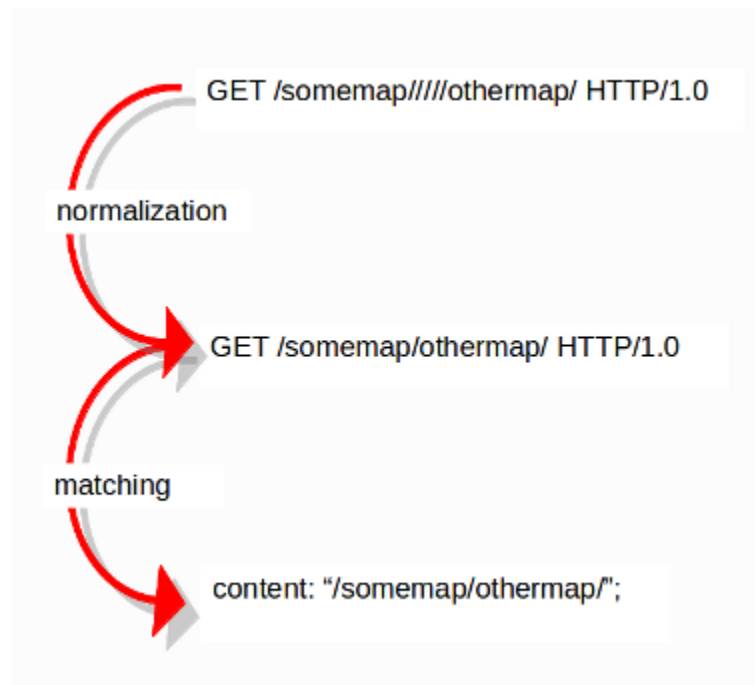 GET /somemap/////othermap/ HTTP/1.0
normalization
GET /somemap/othermap/ HTTP/1.0
matching
content: “/somemap/othermap/”;